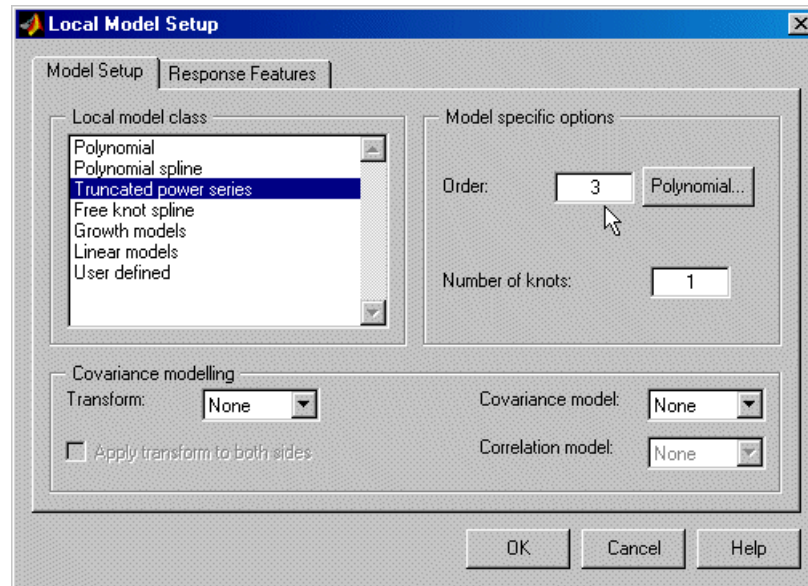 Local Model Setup
Model Setup
Response Features
Local model class
Polynomial
Polynomial spline
Truncated power series
Free knot spline
Growth models
Linear models
User defined
Model specific options
Order:
3
Polynomial...
Number of knots:
1
Covariance modelling
Transform:
None
Apply transform to both sides
Covariance model:
None
Correlation model:
None
OK
Cancel
Help